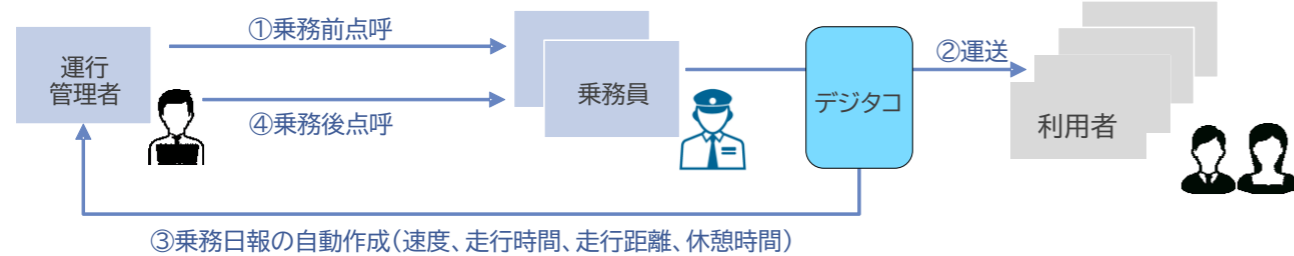 ①乗務前点呼
②運送
運行
管理者
乗務員
デジタコ
利用者
④乗務後点呼
③乗務日報の自動作成(速度、走行時間、走行距離、休憩時間)